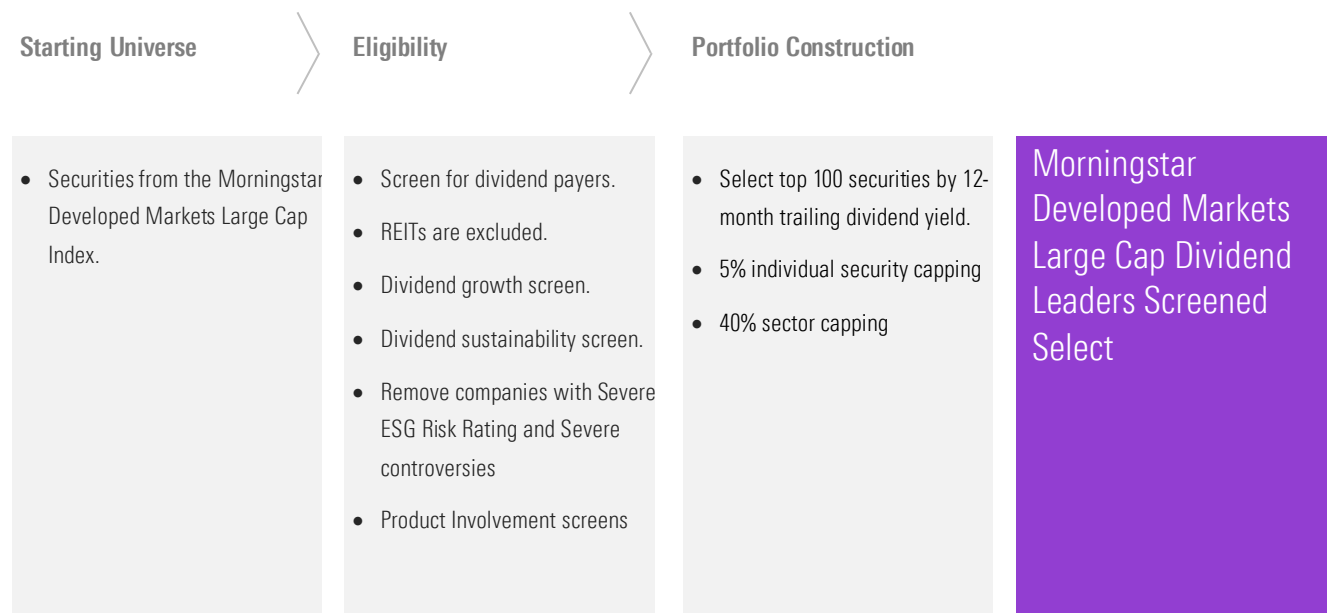 Starting Universe
Eligibility
Portfolio Construction
• Securities from the Morningstar
Developed Markets Large Cap
Index.
• Screen for dividend payers.
• REITs are excluded.
• Dividend growth screen.
• Dividend sustainability screen.
• Remove companies with Severe
ESG Risk Rating and Severe
controversies
• Product Involvement screens
• Select top 100 securities by 12-
month trailing dividend yield.
• 5% individual security capping
• 40% sector capping
Morningstar
Developed Markets
Large Cap Dividend
Leaders Screened
Select